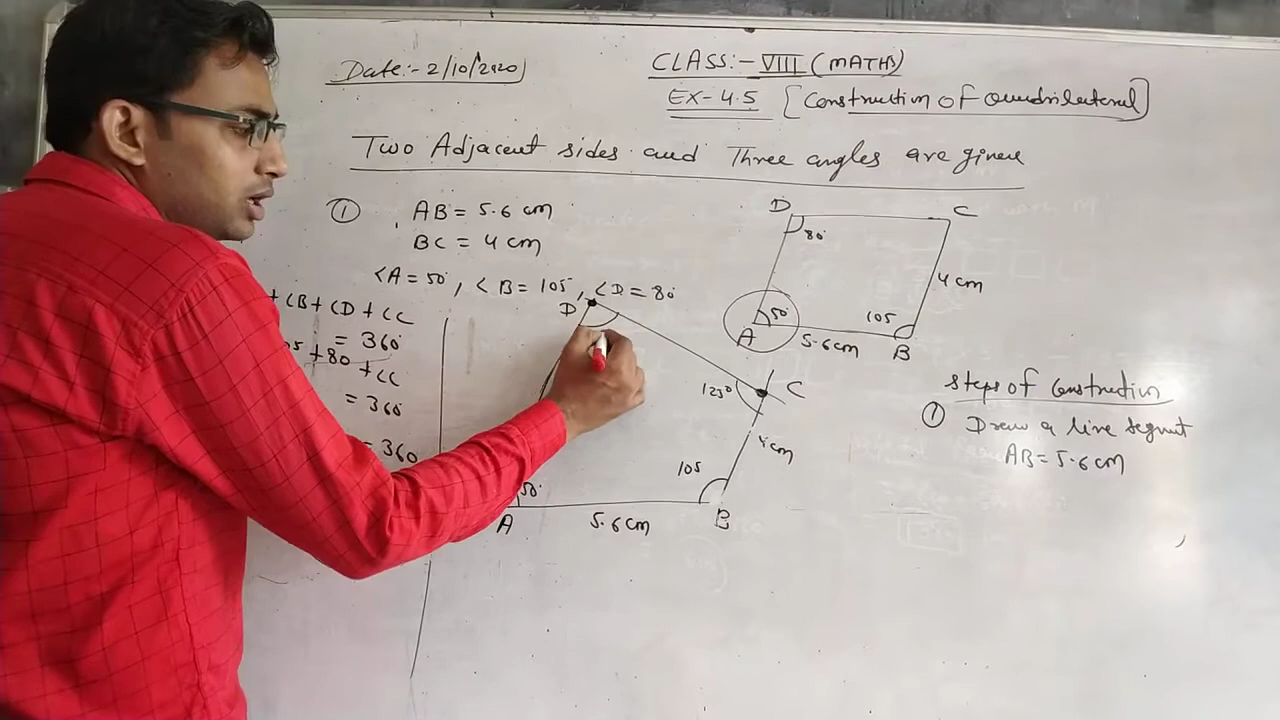 Date:- 2/10/2020
CLASS:- VIII (MATHS)
EX-4.5 [Construction of Quadrilateral]
Two Adjacent sides and Three angles are given
① AB = 5.6 cm
BC = 4 cm
<A = 50°, <B = 105°, <D = 80°
+ <B + <D + <C
= 360°
+ 80 + <C
= 360°
= 360
D
C
80°
4 cm
50°
105
A
5.6 cm
B
D
C
125°
4 cm
105
50°
A
5.6 cm
B
Steps of Construction
① Draw a line segment
AB = 5.6 cm